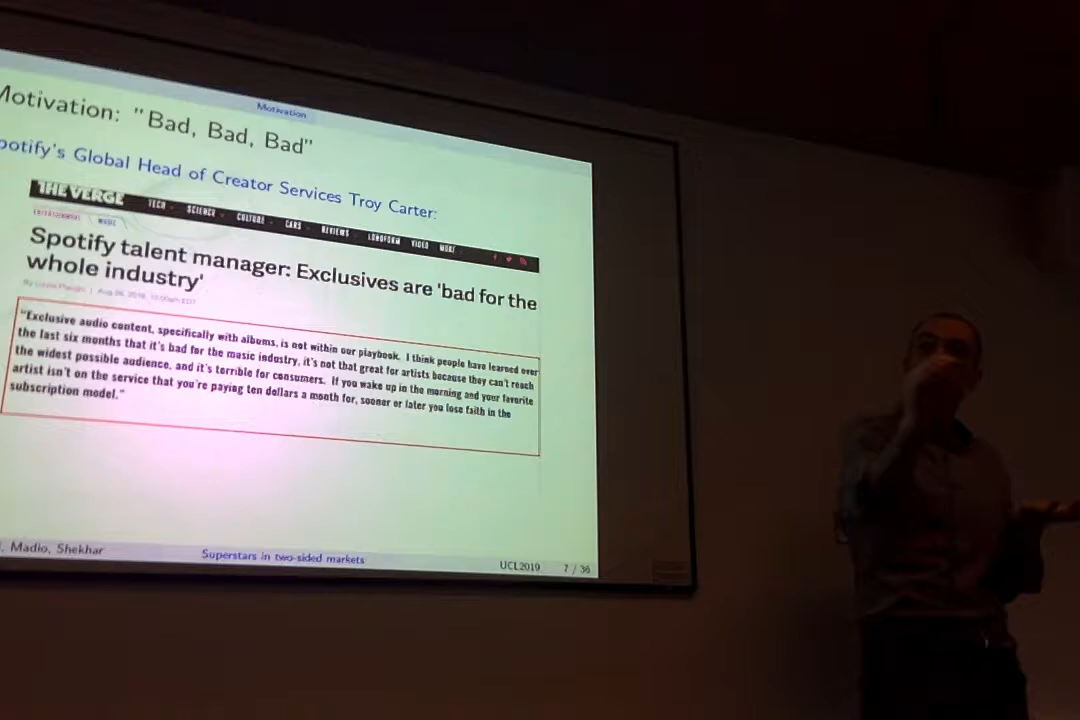 Motivation
Motivation: "Bad, Bad, Bad"
potify's Global Head of Creator Services Troy Carter:
THE VERGE TECH SCIENCE CULTURE CARS REVIEWS LONGFORM VIDEO MORE
ENTERTAINMENT MUSIC
Spotify talent manager: Exclusives are 'bad for the
whole industry'
"Exclusive audio content, specifically with albums, is not within our playbook. I think people have learned over
the last six months that it's bad for the music industry, it's not that great for artists because they can't reach
the widest possible audience, and it's terrible for consumers. If you wake up in the morning and your favorite
artist isn't on the service that you're paying ten dollars a month for, sooner or later you lose faith in the
subscription model."
, Madio, Shekhar Superstars in two-sided markets UCL2019 7 / 36